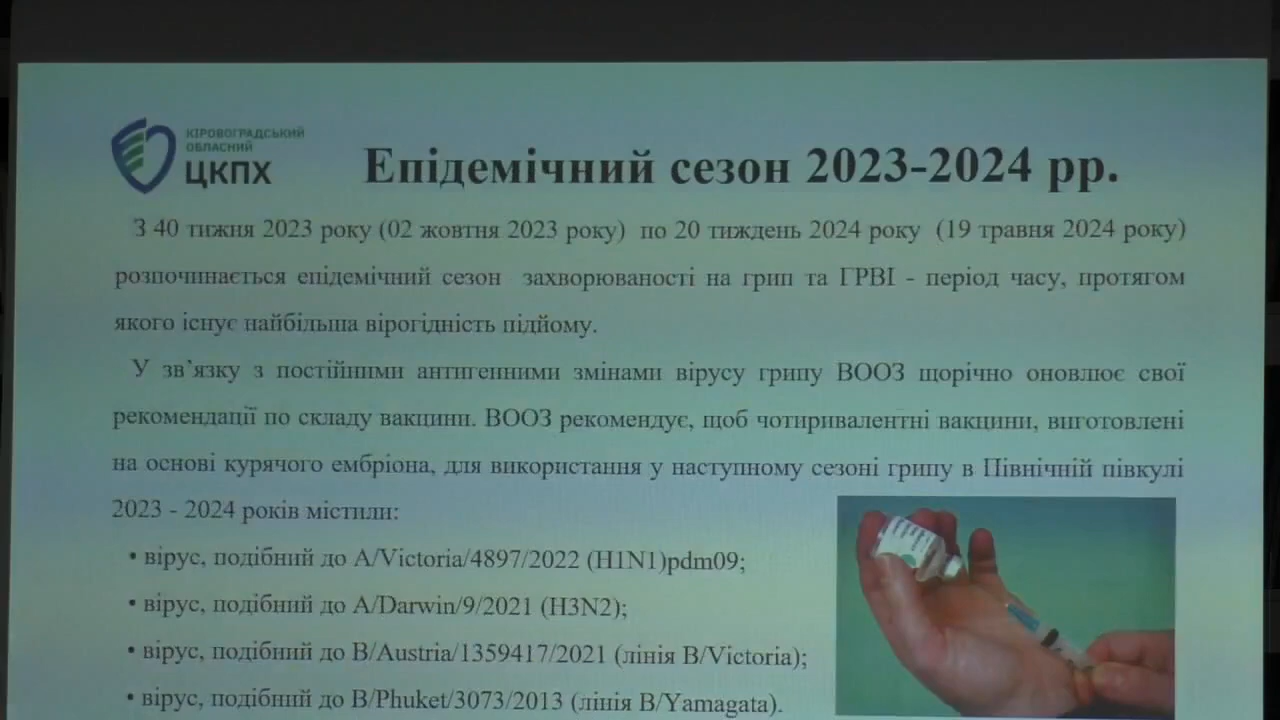 КІРОВОГРАДСЬКИЙ
ОБЛАСНИЙ
ЦКПХ
Епідемічний сезон 2023-2024 рр.
З 40 тижня 2023 року (02 жовтня 2023 року) по 20 тиждень 2024 року (19 травня 2024 року)
розпочинається епідемічний сезон захворюваності на грип та ГРВІ - період часу, протягом
якого існує найбільша вірогідність підйому.
У зв’язку з постійними антигенними змінами вірусу грипу ВООЗ щорічно оновлює свої
рекомендації по складу вакцини. ВООЗ рекомендує, щоб чотиривалентні вакцини, виготовлені
на основі курячого ембріона, для використання у наступному сезоні грипу в Північній півкулі
2023 - 2024 років містили:
• вірус, подібний до A/Victoria/4897/2022 (H1N1)pdm09;
• вірус, подібний до A/Darwin/9/2021 (H3N2);
• вірус, подібний до B/Austria/1359417/2021 (лінія B/Victoria);
• вірус, подібний до B/Phuket/3073/2013 (лінія B/Yamagata).